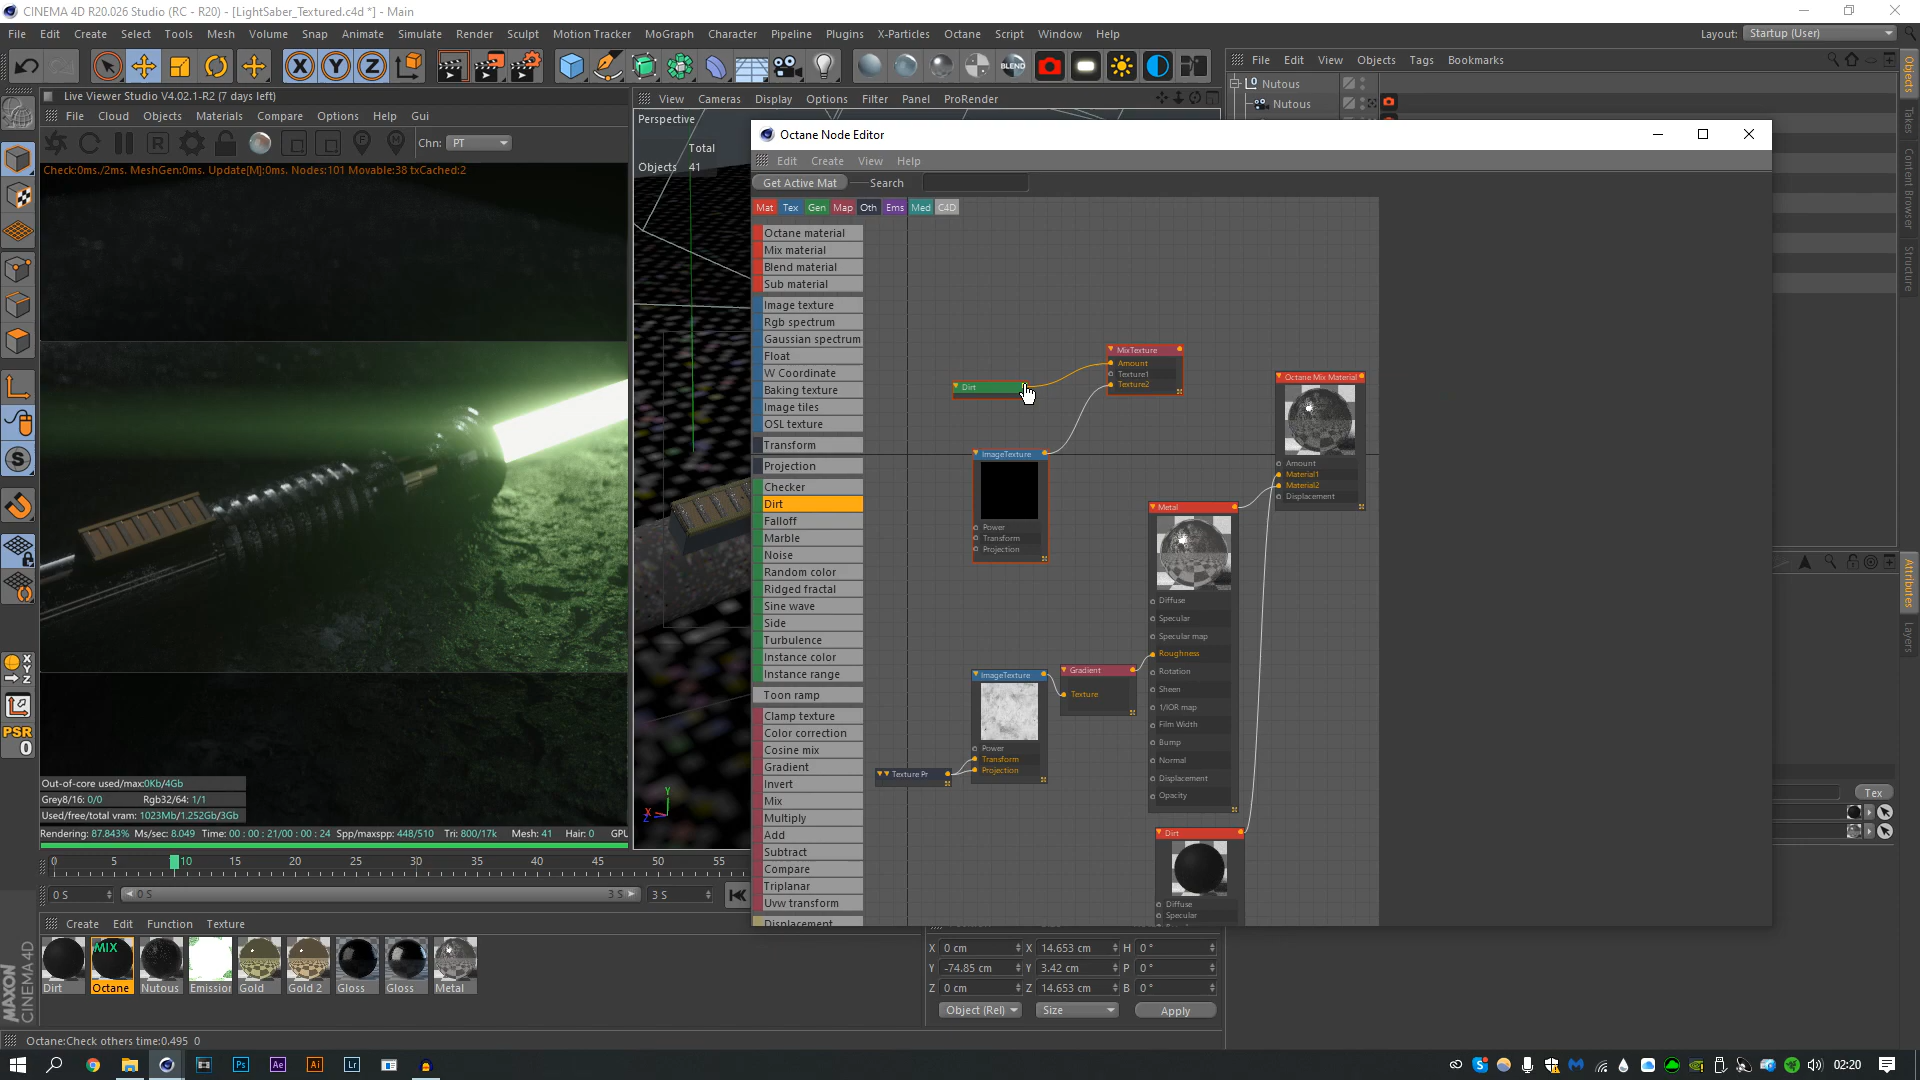 CINEMA 4D R20.026 Studio (RC - R20) - [LightSaber_Textured.c4d *] - Main
File Edit Create Select Tools Mesh Volume Snap Animate Simulate Render Sculpt Motion Tracker MoGraph Character Pipeline Plugins X-Particles Octane Script Window Help
Layout: Startup (User)
X Y Z
BLEND
File Edit View Objects Tags Bookmarks
Nutous
Nutous
Live Viewer Studio V4.02.1-R2 (7 days left)
File Cloud Objects Materials Compare Options Help Gui
Chn: PT
Check:0ms./2ms. MeshGen:0ms. Update[M]:0ms. Nodes:101 Movable:38 txCached:2
View Cameras Display Options Filter Panel ProRender
Perspective
Total
Objects 41
Octane Node Editor
Edit Create View Help
Get Active Mat Search
Mat Tex Gen Map Oth Ems Med C4D
Octane material
Mix material
Blend material
Sub material
Image texture
Rgb spectrum
Gaussian spectrum
Float
W Coordinate
Baking texture
Image tiles
OSL texture
Transform
Projection
Checker
Dirt
Falloff
Marble
Noise
Random color
Ridged fractal
Sine wave
Side
Turbulence
Instance color
Instance range
Toon ramp
Clamp texture
Color correction
Cosine mix
Gradient
Invert
Mix
Multiply
Add
Subtract
Compare
Triplanar
Uvw transform
Displacement
Dirt
MixTexture
Amount
Texture1
Texture2
ImageTexture
Power
Transform
Projection
Octane Mix Material
Amount
Material1
Material2
Displacement
Metal
Diffuse
Specular
Specular map
Roughness
Rotation
Sheen
1/IOR map
Film Width
Bump
Normal
Displacement
Opacity
ImageTexture
Power
Transform
Projection
Gradient
Texture
Texture Pr
Dirt
Diffuse
Specular
Objects
Takes
Content Browser
Structure
Attributes
Layers
Tex
Out-of-core used/max:0Kb/4Gb
Grey8/16: 0/0 Rgb32/64: 1/1
Used/free/total vram: 1023Mb/1.252Gb/3Gb
Rendering: 87.843% Ms/sec: 8.049 Time: 00 : 00 : 21/00 : 00 : 24 Spp/maxspp: 448/510 Tri: 800/17k Mesh: 41 Hair: 0 GPU
Y
X
Z
0 5 10 15 20 25 30 35 40 45 50 55
0 S 0 S 3 S 3 S
Create Edit Function Texture
MIX
Dirt Octane Nutous Emission Gold Gold 2 Gloss Gloss Metal
X 0 cm X 14.653 cm H 0 °
Y -74.85 cm Y 3.42 cm P 0 °
Z 0 cm Z 14.653 cm B 0 °
Object (Rel) Size Apply
S
X
Y
Z
PSR
0
MAXON
CINEMA 4D
Octane:Check others time:0.495 0
Ps Ae Ai Lr
02:20